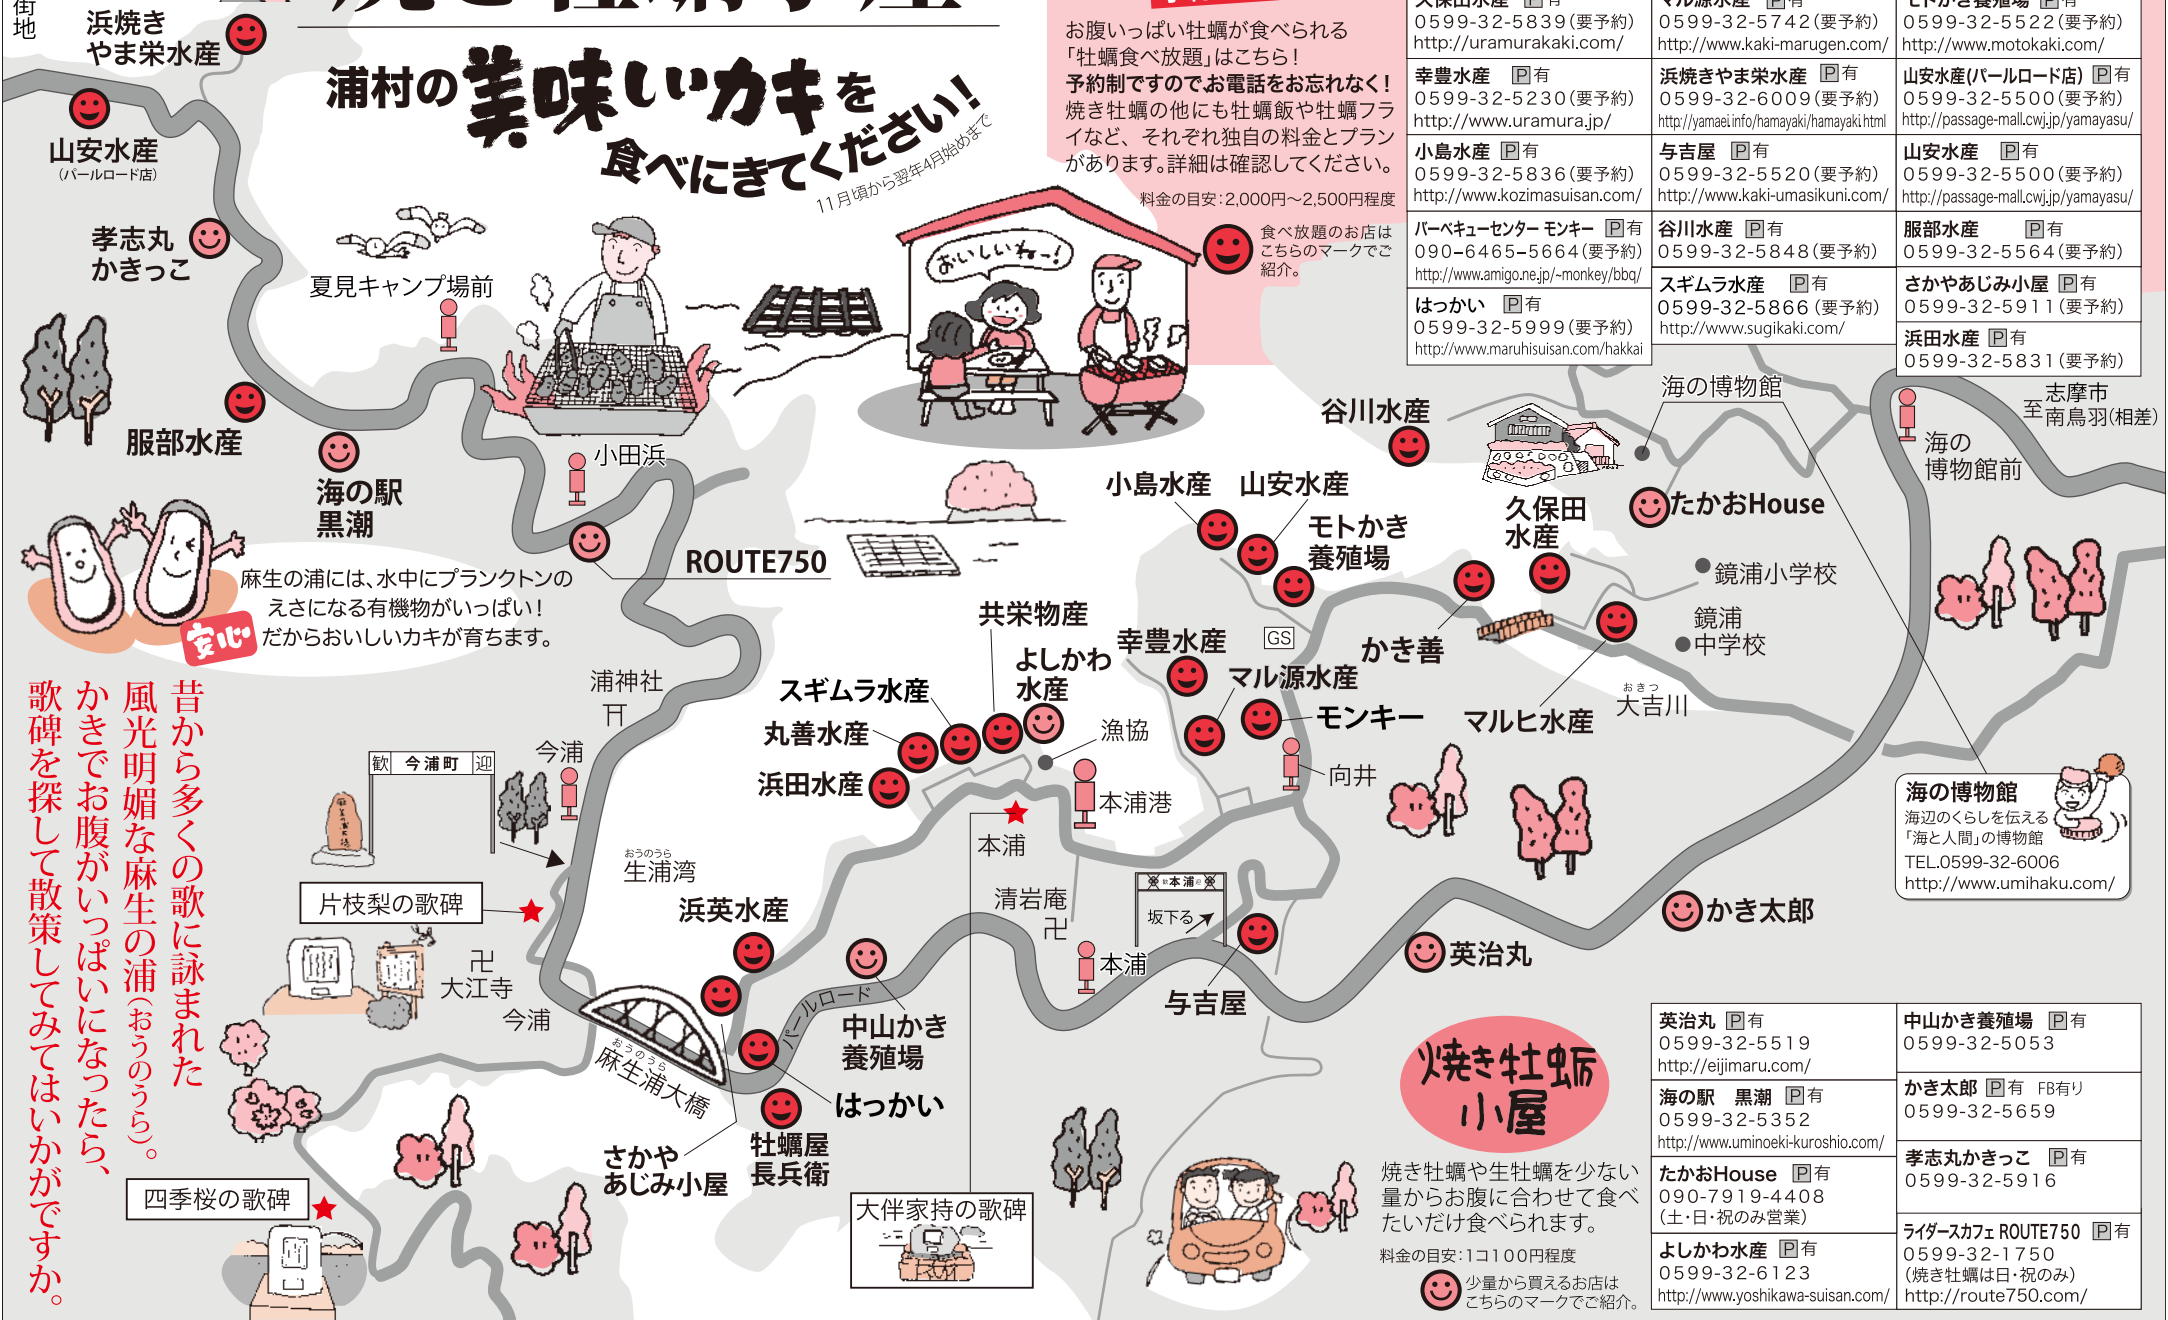 街地
浜焼き
やま栄水産
山安水産
(パールロード店)
孝志丸
かきっこ
服部水産
海の駅
黒潮
浦村の美味しいカキを
食べにきてください!
11月頃から翌年4月始めまで
夏見キャンプ場前
小田浜
おいしいねー!
お腹いっぱい牡蠣が食べられる
「牡蠣食べ放題」はこちら!
予約制ですのでお電話をお忘れなく!
焼き牡蠣の他にも牡蠣飯や牡蠣フラ
イなど、それぞれ独自の料金とプラン
があります。詳細は確認してください。
料金の目安:2,000円〜2,500円程度
食べ放題のお店は
こちらのマークでご
紹介。
久保田水産 P有
0599-32-5839(要予約)
http://uramurakaki.com/
幸豊水産 P有
0599-32-5230(要予約)
http://www.uramura.jp/
小島水産 P有
0599-32-5836(要予約)
http://www.kozimasuisan.com/
バーベキューセンター モンキー P有
090-6465-5664(要予約)
http://www.amigo.ne.jp/~monkey/bbq/
はっかい P有
0599-32-5999(要予約)
http://www.maruhisuisan.com/hakkai
マル源水産 P有
0599-32-5742(要予約)
http://www.kaki-marugen.com/
浜焼きやま栄水産 P有
0599-32-6009(要予約)
http://yamaei.info/hamayaki/hamayaki.html
与吉屋 P有
0599-32-5520(要予約)
http://www.kaki-umasikuni.com/
谷川水産 P有
0599-32-5848(要予約)
スギムラ水産 P有
0599-32-5866(要予約)
http://www.sugikaki.com/
モトかき養殖場 P有
0599-32-5522(要予約)
http://www.motokaki.com/
山安水産(パールロード店) P有
0599-32-5500(要予約)
http://passage-mall.cwj.jp/yamayasu/
山安水産 P有
0599-32-5500(要予約)
http://passage-mall.cwj.jp/yamayasu/
服部水産 P有
0599-32-5564(要予約)
さかやあじみ小屋 P有
0599-32-5911(要予約)
浜田水産 P有
0599-32-5831(要予約)
志摩市
至南鳥羽(相差)
海の博物館
海の
博物館前
谷川水産
小島水産
山安水産
モトかき
養殖場
久保田
水産
たかおHouse
鏡浦小学校
鏡浦
中学校
かき善
マルヒ水産
おきつ
大吉川
ROUTE750
麻生の浦には、水中にプランクトンの
えさになる有機物がいっぱい!
だからおいしいカキが育ちます。
安心
昔から多くの歌に詠まれた
風光明媚な麻生の浦(おうのうら)。
かきでお腹がいっぱいになったら、
歌碑を探して散策してみてはいかがですか。
共栄物産
よしかわ
水産
スギムラ水産
丸善水産
浜田水産
幸豊水産
GS
マル源水産
モンキー
向井
漁協
本浦港
本浦
浦神社
今浦
歓 今浦町 迎
片枝梨の歌碑
大江寺
今浦
おうのうら
生浦湾
浜英水産
清岩庵
歓 本浦 迎
坂下る
本浦
与吉屋
英治丸
かき太郎
海の博物館
海辺のくらしを伝える
「海と人間」の博物館
TEL.0599-32-6006
http://www.umihaku.com/
パールロード
中山かき
養殖場
おうのうら
麻生浦大橋
はっかい
さかや
あじみ小屋
牡蠣屋
長兵衛
四季桜の歌碑
大伴家持の歌碑
焼き牡蛎
小屋
焼き牡蠣や生牡蠣を少ない
量からお腹に合わせて食べ
たいだけ食べられます。
料金の目安:1コ100円程度
少量から買えるお店は
こちらのマークでご紹介。
英治丸 P有
0599-32-5519
http://eijimaru.com/
海の駅 黒潮 P有
0599-32-5352
http://www.uminoeki-kuroshio.com/
たかおHouse P有
090-7919-4408
(土・日・祝のみ営業)
よしかわ水産 P有
0599-32-6123
http://www.yoshikawa-suisan.com/
中山かき養殖場 P有
0599-32-5053
かき太郎 P有 FB有り
0599-32-5659
孝志丸かきっこ P有
0599-32-5916
ライダースカフェ ROUTE750 P有
0599-32-1750
(焼き牡蠣は日・祝のみ)
http://route750.com/